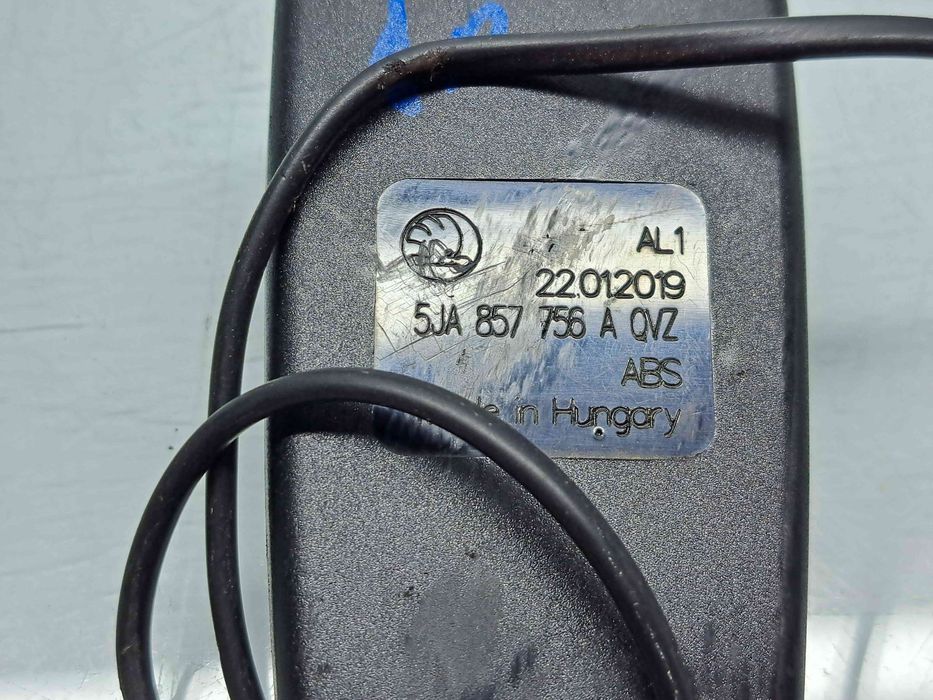 AL1
22.01.2019
5JA 857 756 A QVZ
ABS
in Hungary